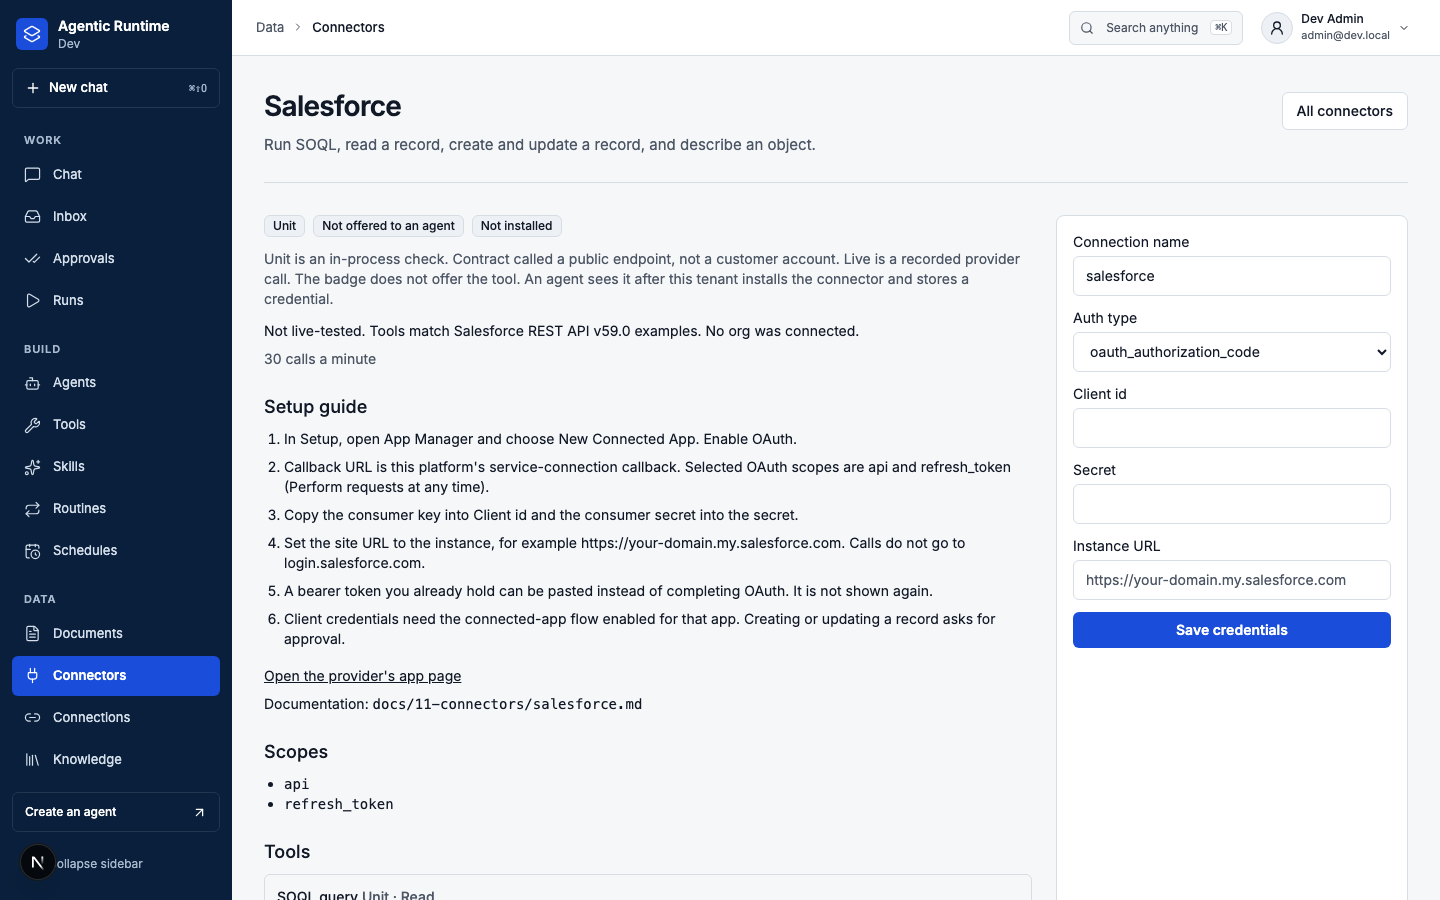 Agentic Runtime
Dev
New chat
⌘⇧O
WORK
Chat
Inbox
Approvals
Runs
BUILD
Agents
Tools
Skills
Routines
Schedules
DATA
Documents
Connectors
Connections
Knowledge
Create an agent
N
ollapse sidebar
Data
Connectors
Search anything
⌘K
Dev Admin
admin@dev.local
Salesforce
All connectors
Run SOQL, read a record, create and update a record, and describe an object.
Unit
Not offered to an agent
Not installed
Unit is an in-process check. Contract called a public endpoint, not a customer account. Live is a recorded provider
call. The badge does not offer the tool. An agent sees it after this tenant installs the connector and stores a
credential.
Not live-tested. Tools match Salesforce REST API v59.0 examples. No org was connected.
30 calls a minute
Setup guide
1. In Setup, open App Manager and choose New Connected App. Enable OAuth.
2. Callback URL is this platform's service-connection callback. Selected OAuth scopes are api and refresh_token
(Perform requests at any time).
3. Copy the consumer key into Client id and the consumer secret into the secret.
4. Set the site URL to the instance, for example https://your-domain.my.salesforce.com. Calls do not go to
login.salesforce.com.
5. A bearer token you already hold can be pasted instead of completing OAuth. It is not shown again.
6. Client credentials need the connected-app flow enabled for that app. Creating or updating a record asks for
approval.
Open the provider's app page
Documentation: docs/11-connectors/salesforce.md
Scopes
• api
• refresh_token
Tools
SOQL query Unit · Read
Connection name
salesforce
Auth type
oauth_authorization_code
Client id
Secret
Instance URL
https://your-domain.my.salesforce.com
Save credentials